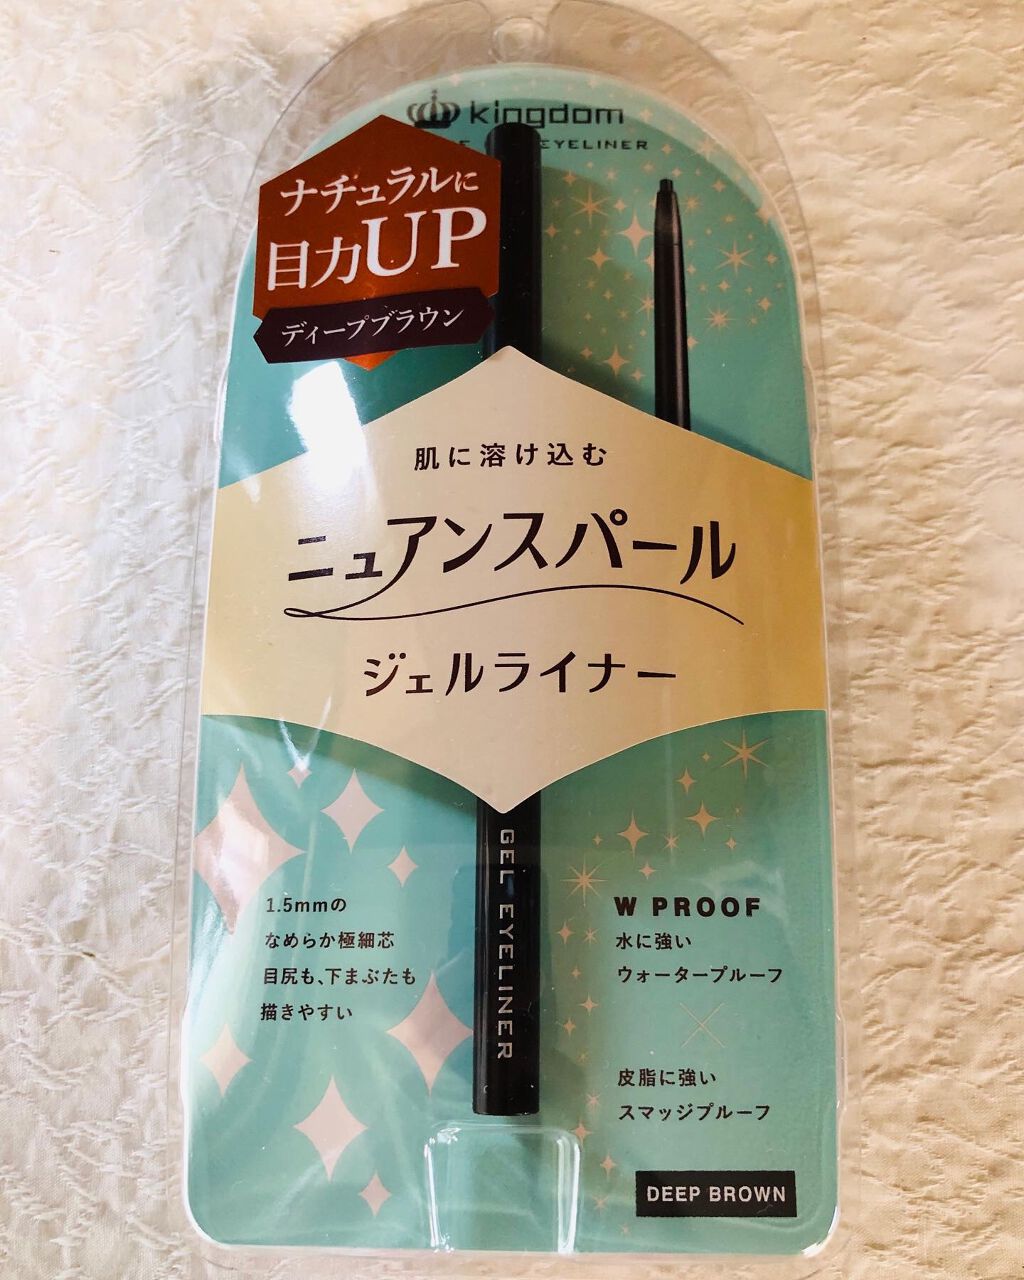 kingdom
EYELINER
ナチュラルに
目力UP
ディープブラウン
肌に溶け込む
ニュアンスパール
ジェルライナー
GEL EYELINER
1.5mmの
なめらか極細芯
目尻も、下まぶたも
描きやすい
W PROOF
水に強い
ウォータープルーフ
×
皮脂に強い
スマッジプルーフ
DEEP BROWN